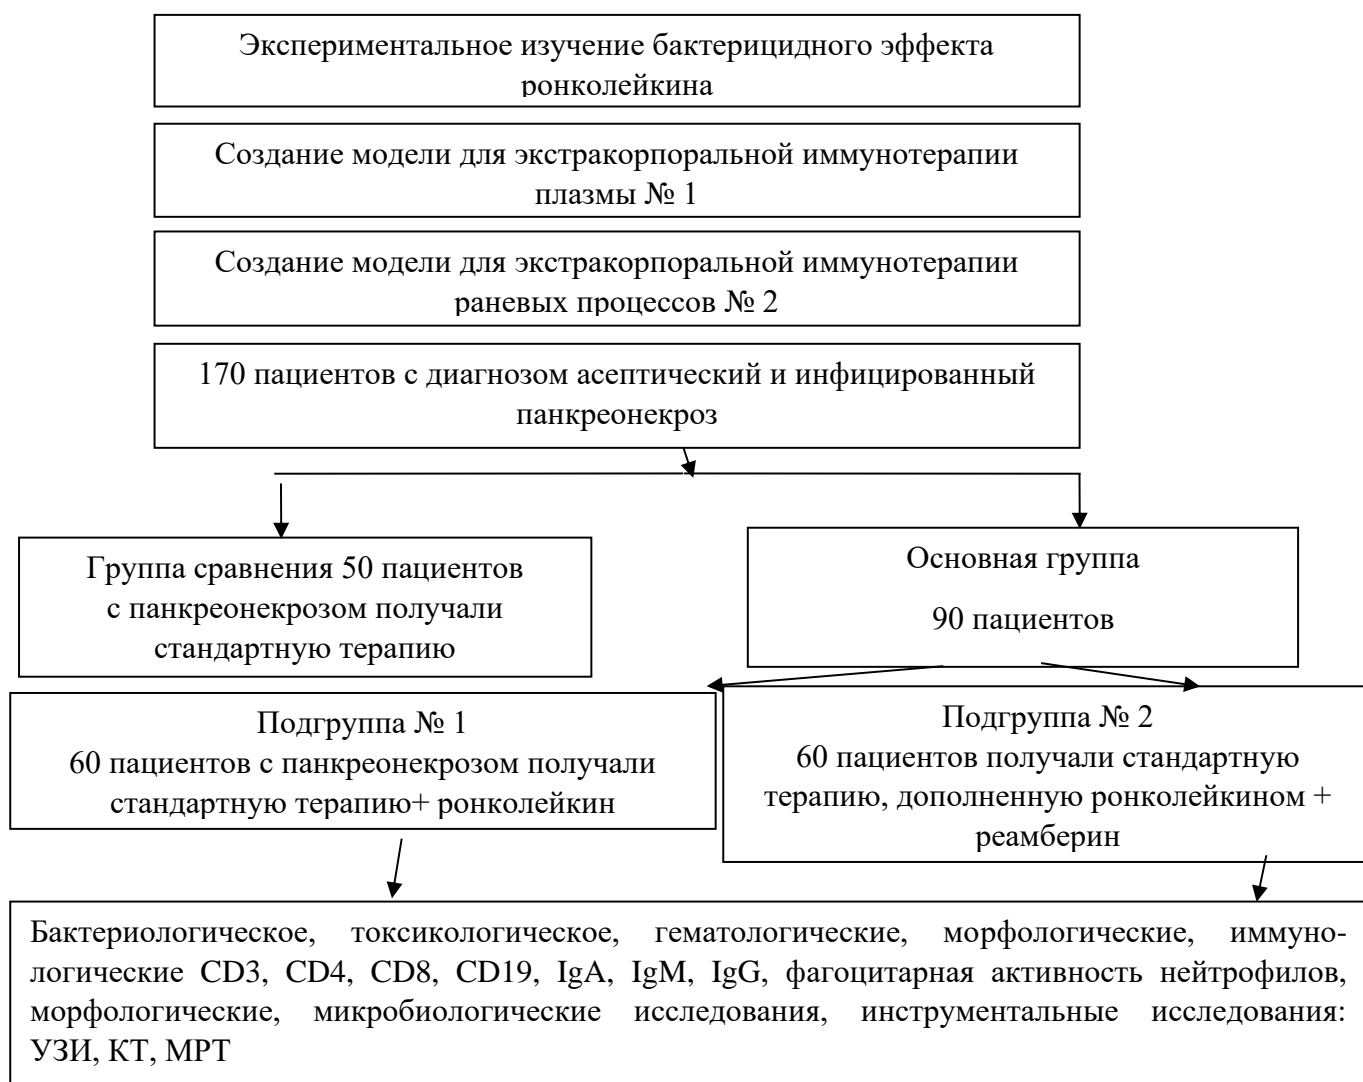 Экспериментальное изучение бактерицидного эффекта
ронколейкина
Создание модели для экстракорпоральной иммунотерапии
плазмы № 1
Создание модели для экстракорпоральной иммунотерапии
раневых процессов № 2
170 пациентов с диагнозом асептический и инфицированный
панкреонекроз
Группа сравнения 50 пациентов
с панкреонекрозом получали
стандартную терапию
Основная группа
90 пациентов
Подгруппа № 1
60 пациентов с панкреонекрозом получали
стандартную терапию+ ронколейкин
Подгруппа № 2
60 пациентов получали стандартную
терапию, дополненную ронколейкином +
реамберин
Бактериологическое, токсикологическое, гематологические, морфологические, иммуно-
логические CD3, CD4, CD8, CD19, IgA, IgM, IgG, фагоцитарная активность нейтрофилов,
морфологические, микробиологические исследования, инструментальные исследования:
УЗИ, КТ, МРТ